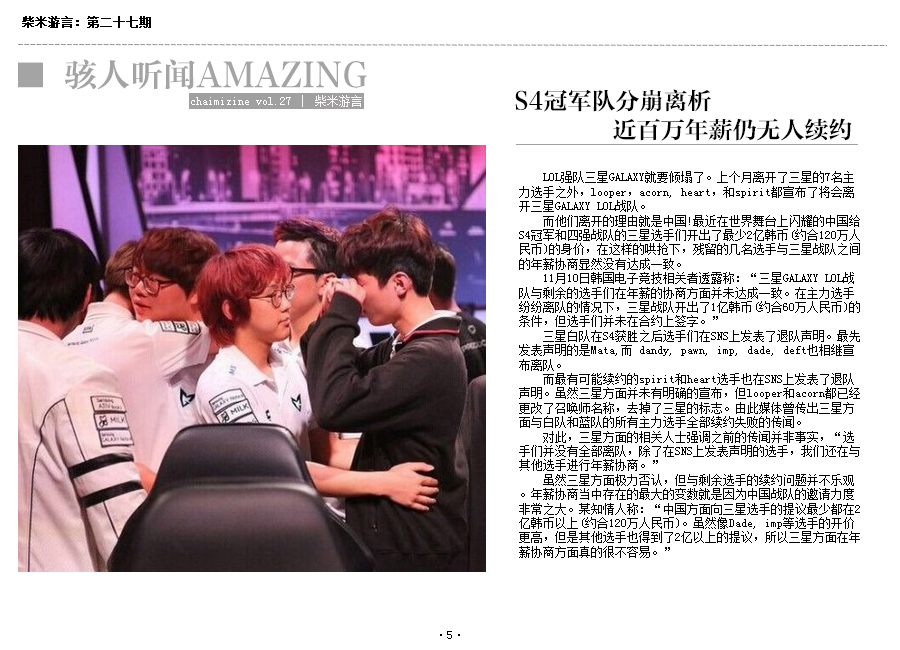 柴米游言：第二十七期
骇人听闻AMAZING
chaimizine vol.27 | 柴米游言
S4冠军队分崩离析
近百万年薪仍无人续约
LOL强队三星GALAXY就要倾塌了。上个月离开了三星的7名主
力选手之外，looper，acorn，heart，和spirit都宣布了将会离
开三星GALAXY LOL战队。
而他们离开的理由就是中国!最近在世界舞台上闪耀的中国给
S4冠军和四强战队的三星选手们开出了最少2亿韩币(约合120万人
民币)的身价，在这样的哄抢下，残留的几名选手与三星战队之间
的年薪协商显然没有达成一致。
11月10日韩国电子竞技相关者透露称：“三星GALAXY LOL战
队与剩余的选手们在年薪的协商方面并未达成一致。在主力选手
纷纷离队的情况下，三星战队开出了1亿韩币(约合60万人民币)的
条件，但选手们并未在合约上签字。”
三星白队在S4获胜之后选手们在SNS上发表了退队声明。最先
发表声明的是Mata,而 dandy, pawn, imp, dade, deft也相继宣
布离队。
而最有可能续约的spirit和heart选手也在SNS上发表了退队
声明。虽然三星方面并未有明确的宣布，但looper和acorn都已经
更改了召唤师名称，去掉了三星的标志。由此媒体曾传出三星方
面与白队和蓝队的所有主力选手全部续约失败的传闻。
对此，三星方面的相关人士强调之前的传闻并非事实，“选
手们并没有全部离队，除了在SNS上发表声明的选手，我们还在与
其他选手进行年薪协商。”
虽然三星方面极力否认，但与剩余选手的续约问题并不乐观
。年薪协商当中存在的最大的变数就是因为中国战队的邀请力度
非常之大。某知情人称：“中国方面向三星选手的提议最少都在2
亿韩币以上(约合120万人民币)。虽然像Dade, imp等选手的开价
更高，但是其他选手也得到了2亿以上的提议，所以三星方面在年
薪协商方面真的很不容易。”
MILK
SAMSUNG
MILK
SAMSUNG
·5·